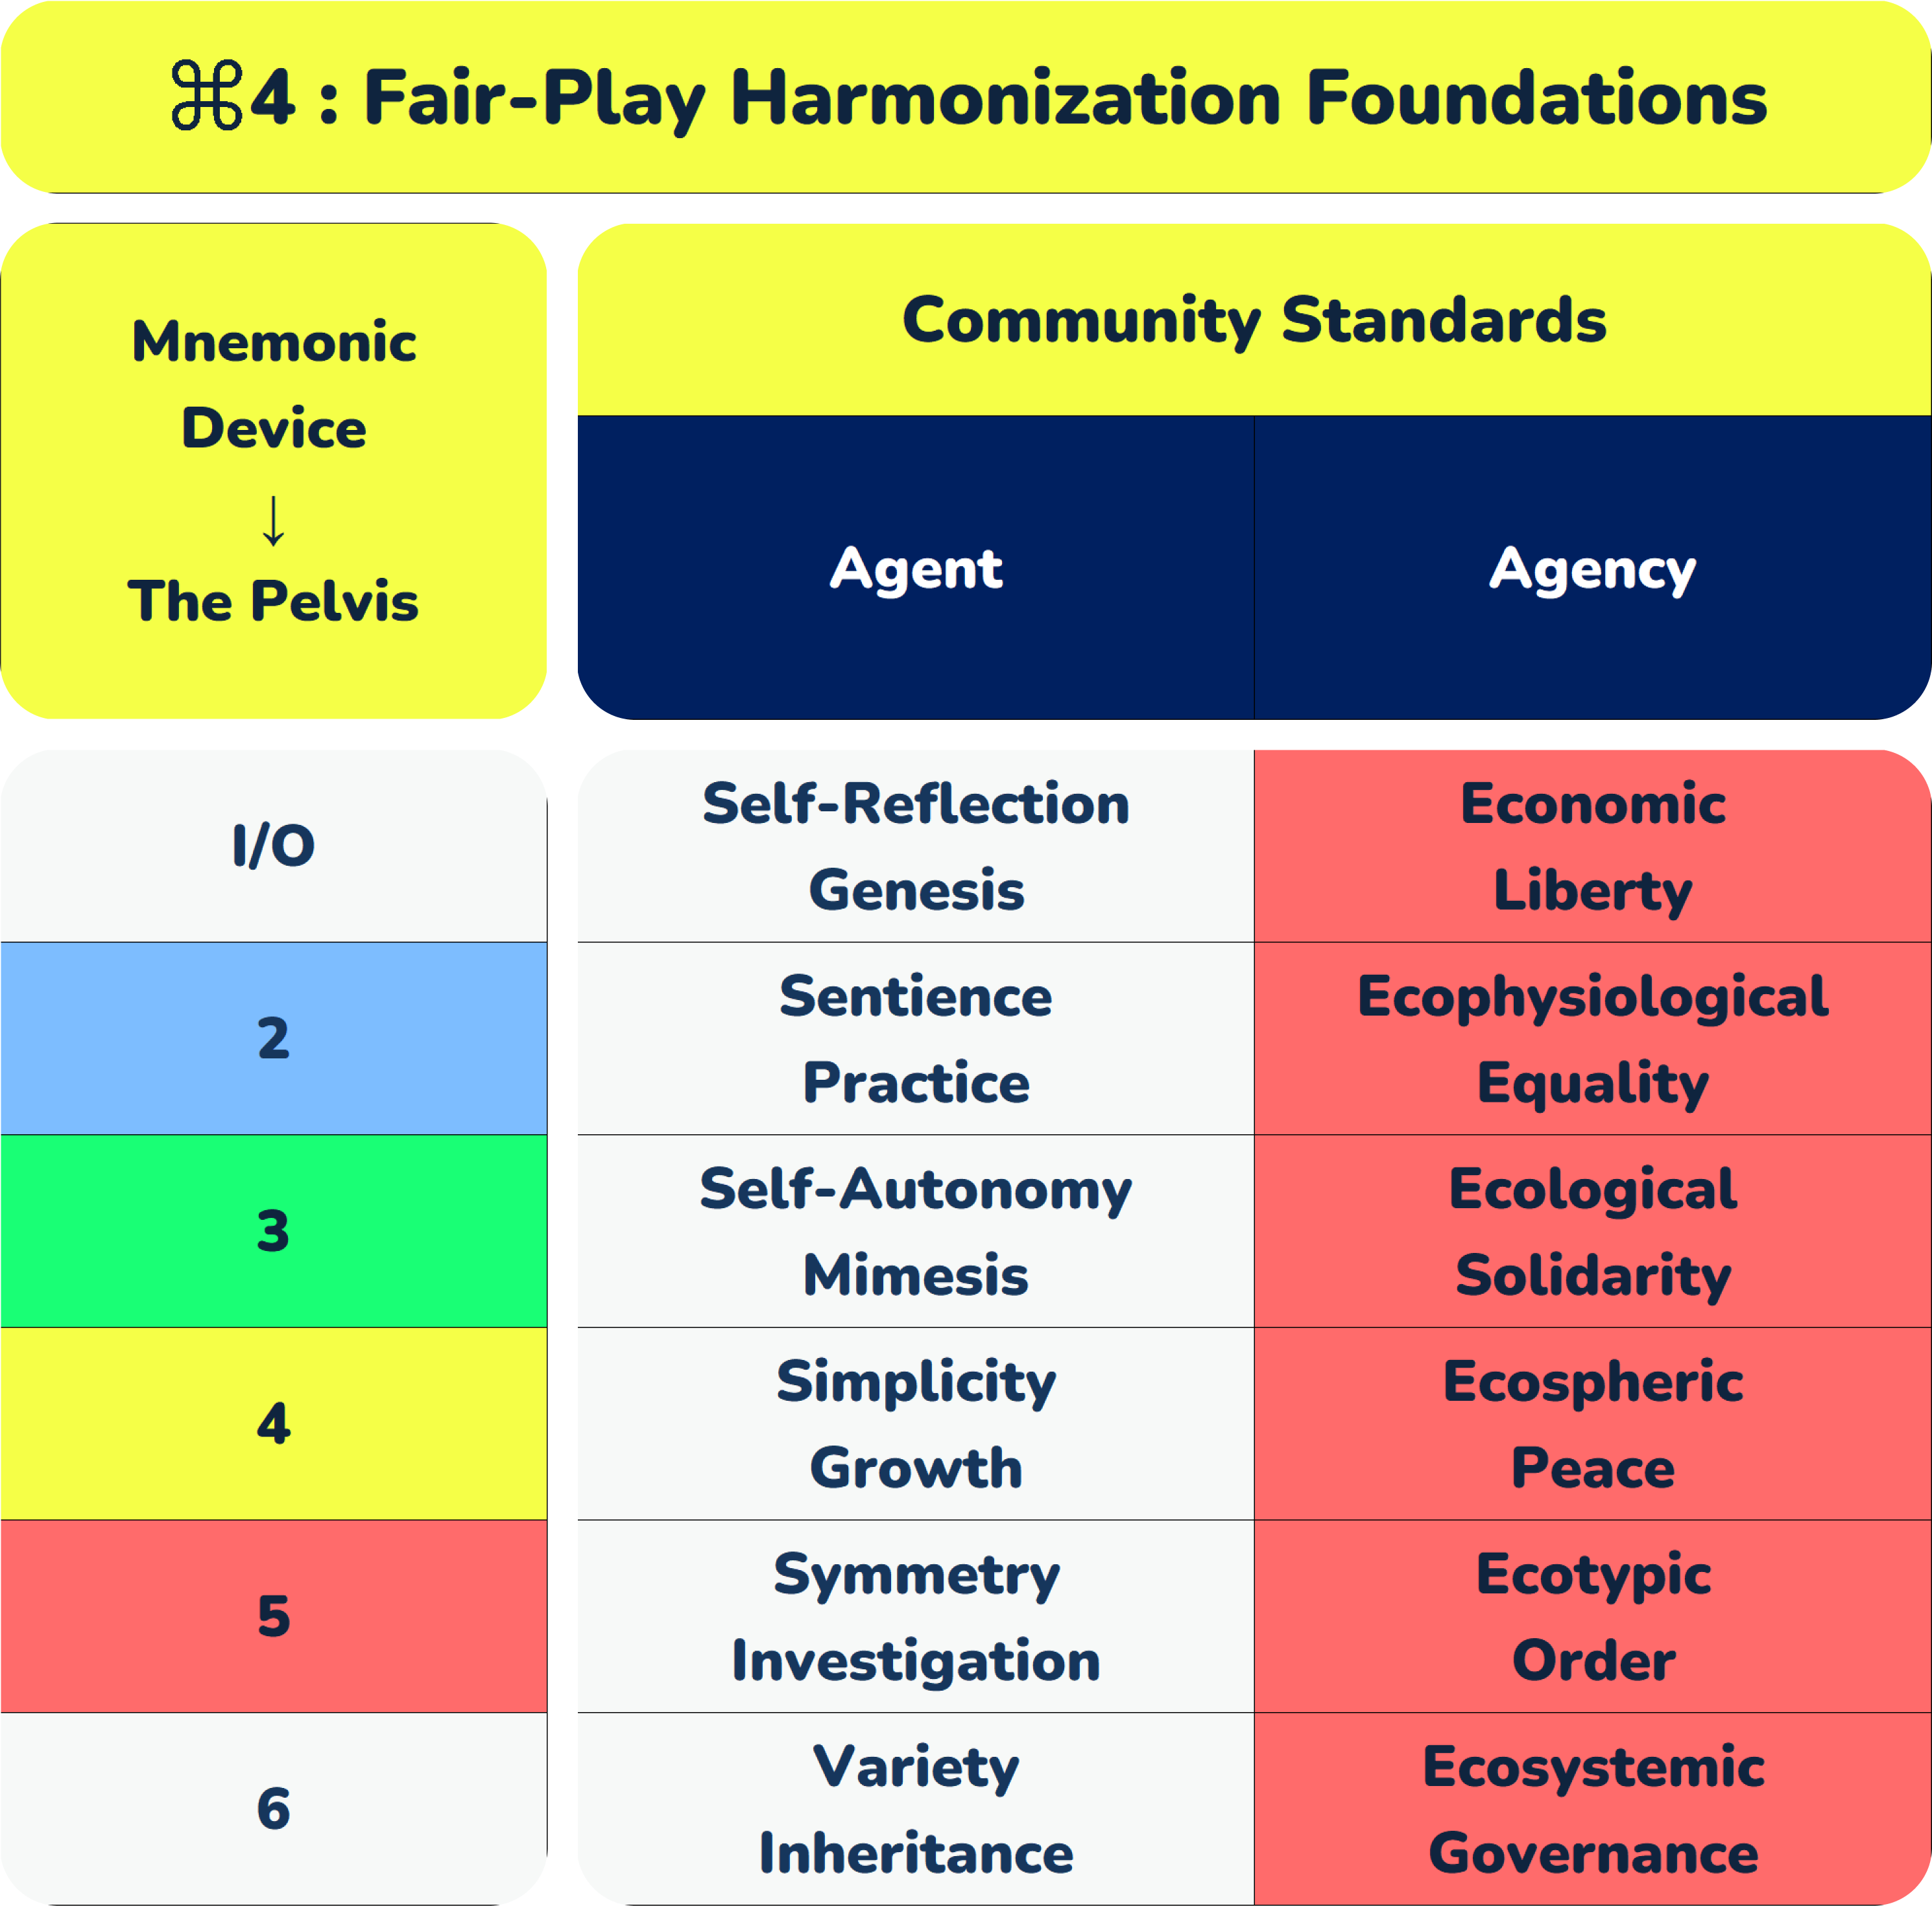 ⌘4 : Fair-Play Harmonization Foundations
Mnemonic
Device
↓
The Pelvis
Community Standards
Agent
Agency
I/O
Self-Reflection
Genesis
Economic
Liberty
2
Sentience
Practice
Ecophysiological
Equality
3
Self-Autonomy
Mimesis
Ecological
Solidarity
4
Simplicity
Growth
Ecospheric
Peace
5
Symmetry
Investigation
Ecotypic
Order
6
Variety
Inheritance
Ecosystemic
Governance